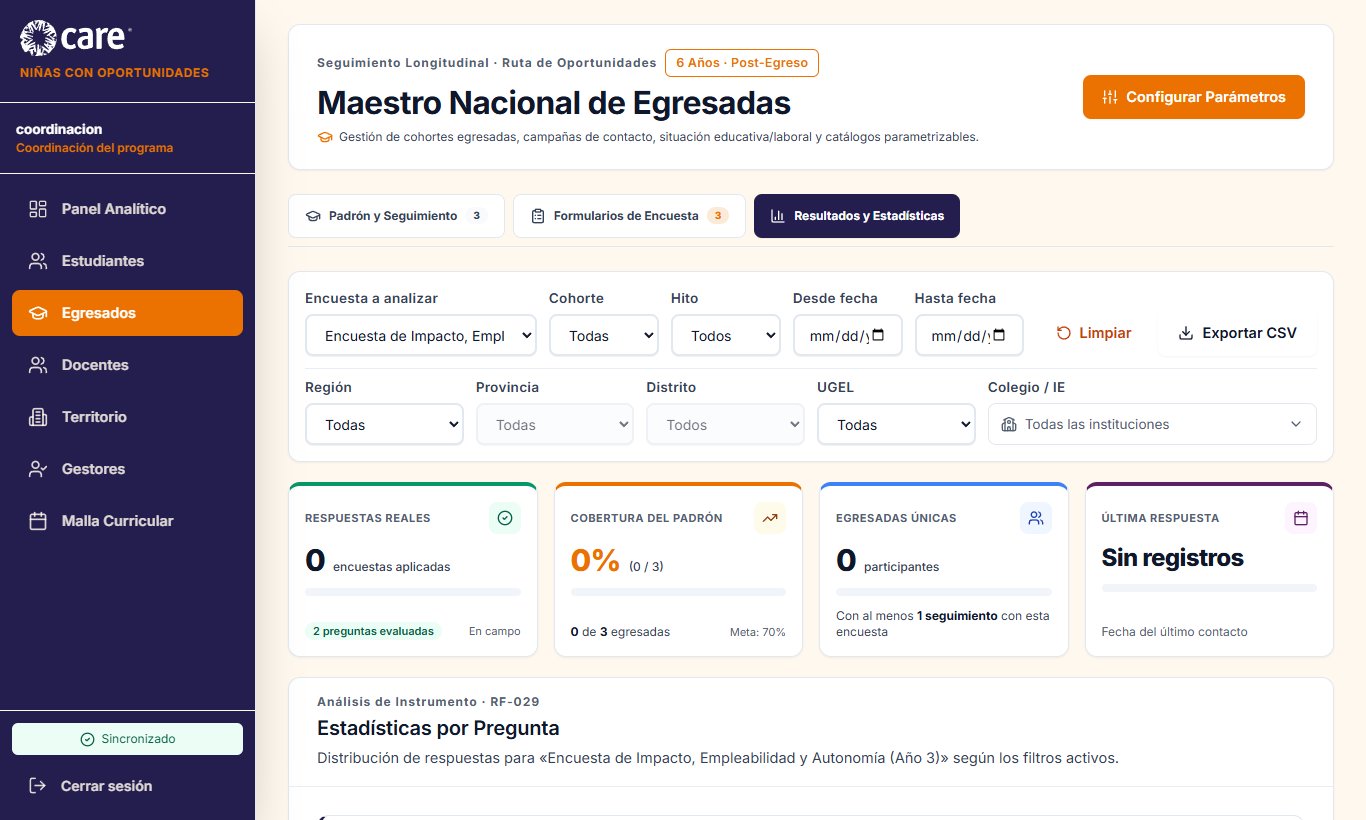 care
NIÑAS CON OPORTUNIDADES
coordinacion
Coordinación del programa
Panel Analítico
Estudiantes
Egresados
Docentes
Territorio
Gestores
Malla Curricular
Sincronizado
Cerrar sesión
Seguimiento Longitudinal · Ruta de Oportunidades 6 Años · Post-Egreso
Maestro Nacional de Egresadas
Gestión de cohortes egresadas, campañas de contacto, situación educativa/laboral y catálogos parametrizables.
Configurar Parámetros
Padrón y Seguimiento 3
Formularios de Encuesta 3
Resultados y Estadísticas
Encuesta a analizar Cohorte Hito Desde fecha Hasta fecha
Encuesta de Impacto, Empl Todas Todos mm/dd/ mm/dd/ Limpiar Exportar CSV
Región Provincia Distrito UGEL Colegio / IE
Todas Todas Todos Todas Todas las instituciones
RESPUESTAS REALES
0 encuestas aplicadas
2 preguntas evaluadas En campo
COBERTURA DEL PADRÓN
0% (0 / 3)
0 de 3 egresadas Meta: 70%
EGRESADAS ÚNICAS
0 participantes
Con al menos 1 seguimiento con esta
encuesta
ÚLTIMA RESPUESTA
Sin registros
Fecha del último contacto
Análisis de Instrumento · RF-029
Estadísticas por Pregunta
Distribución de respuestas para «Encuesta de Impacto, Empleabilidad y Autonomía (Año 3)» según los filtros activos.